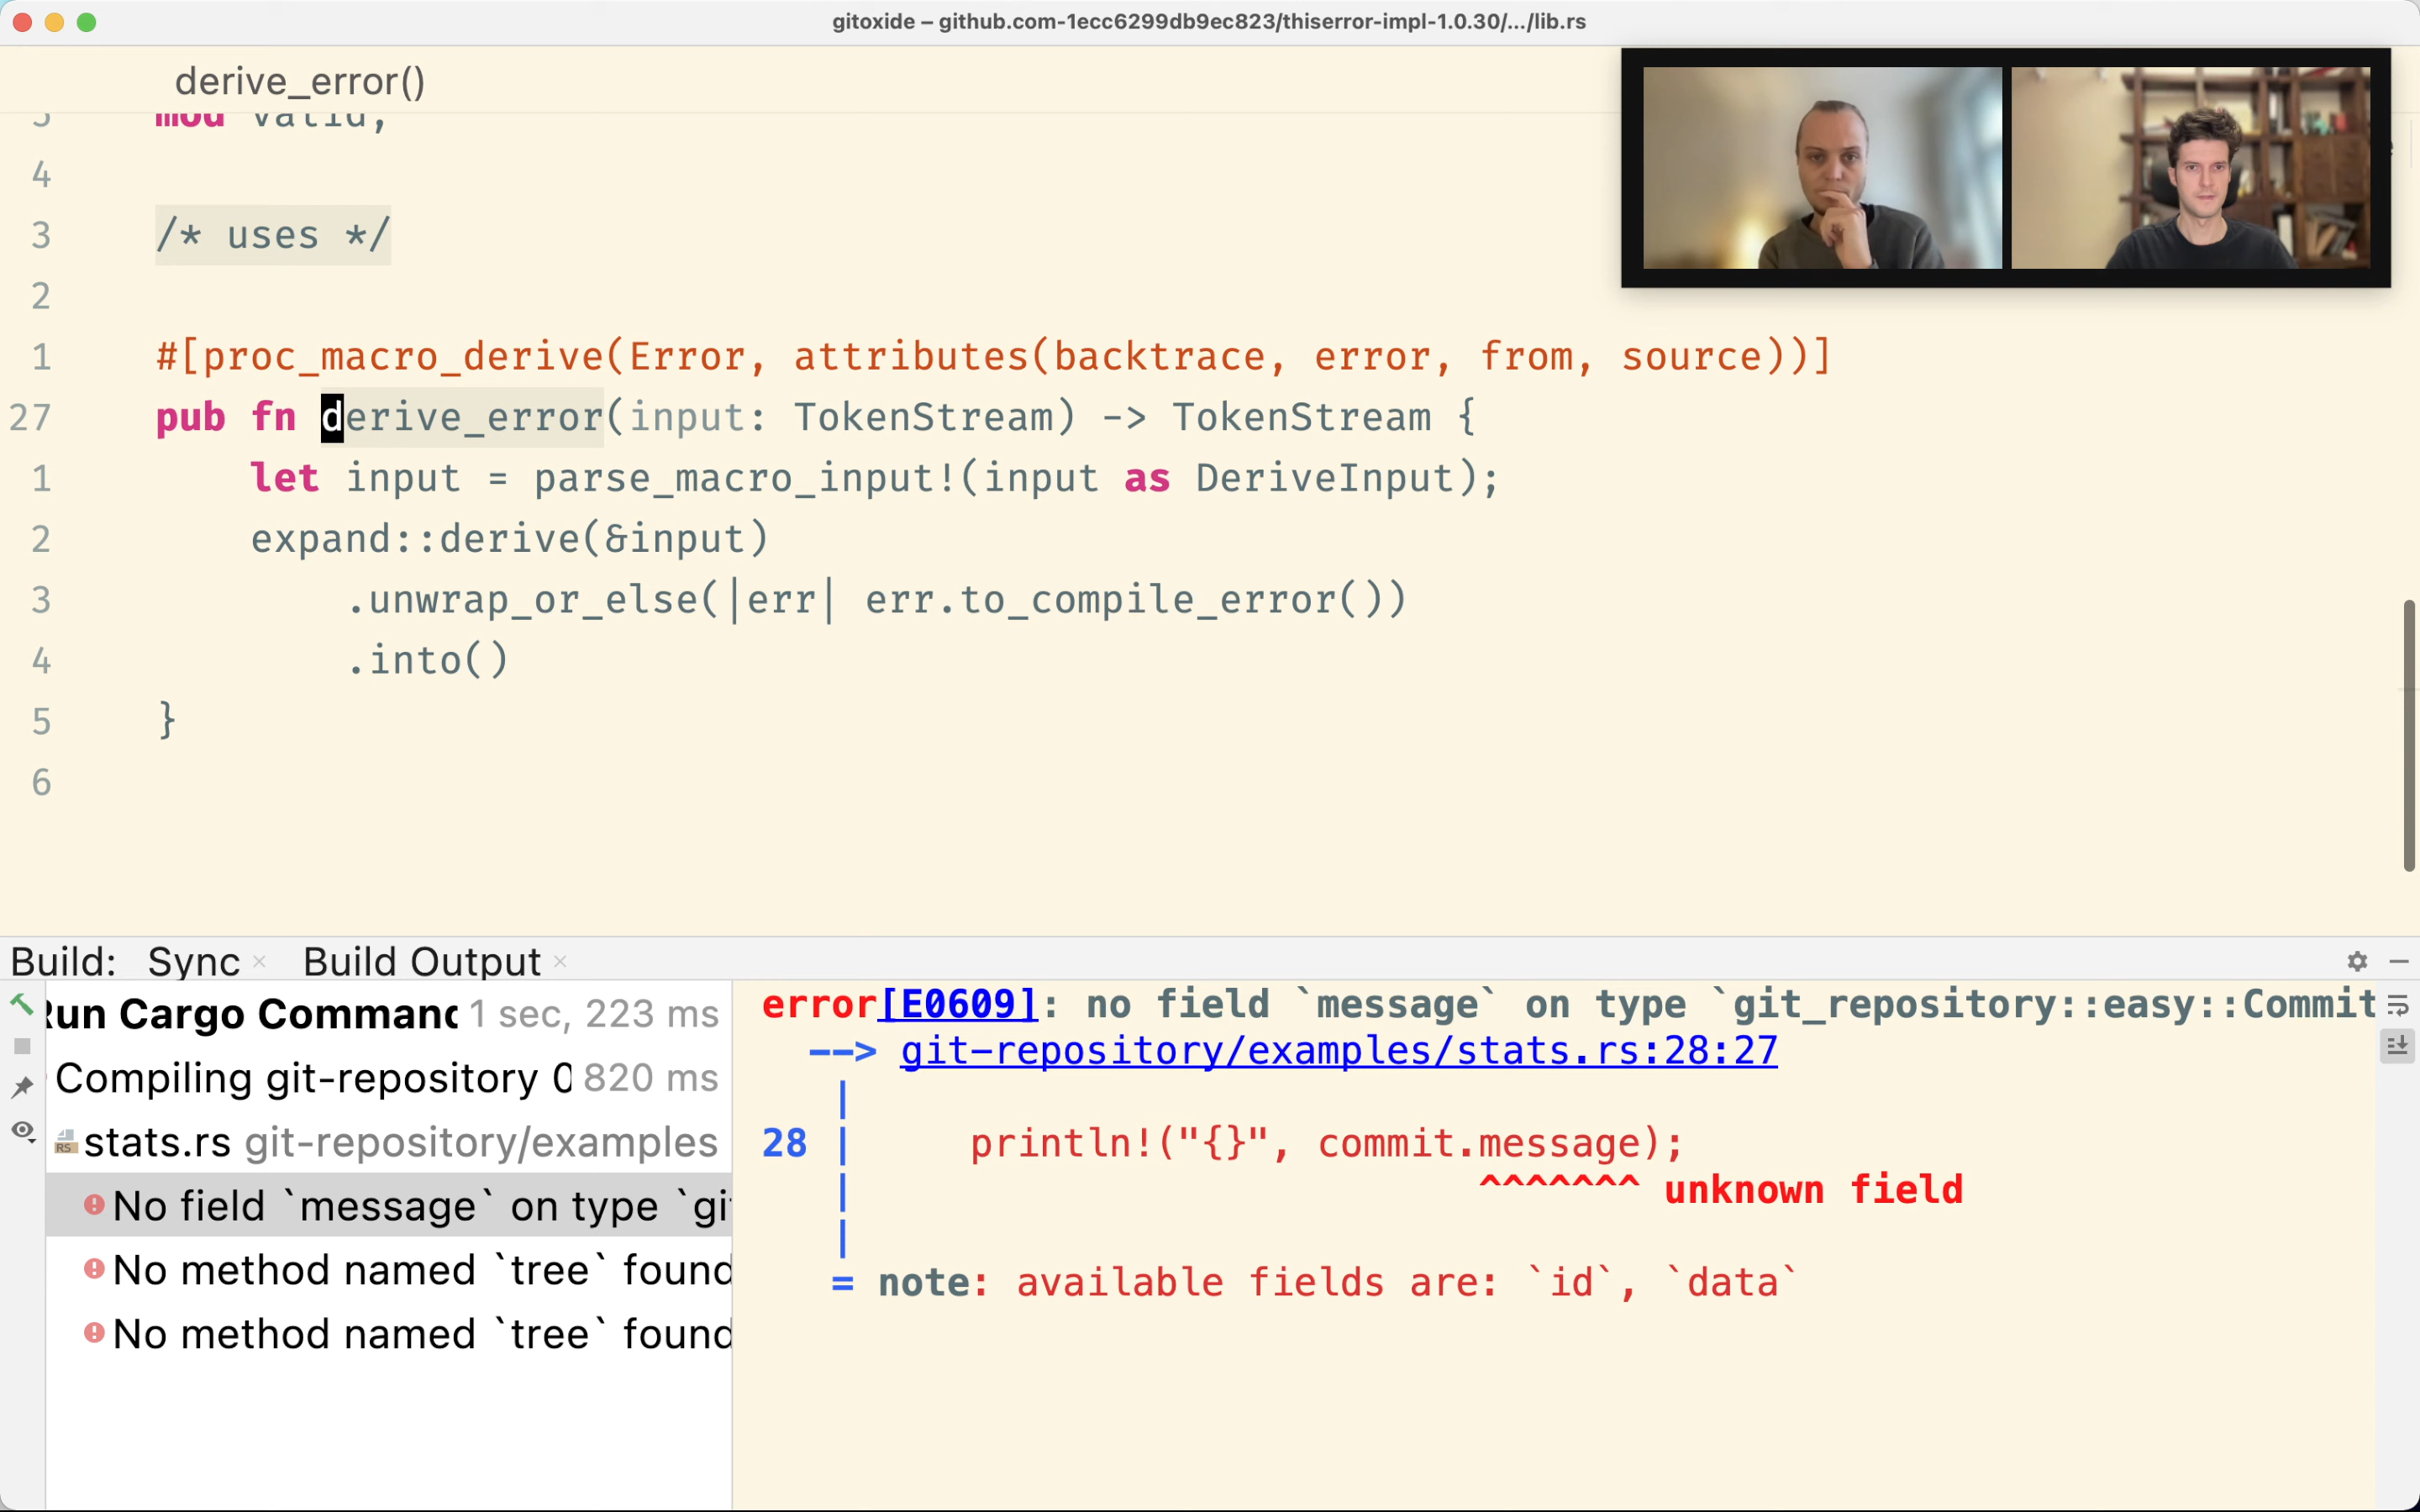 gitoxide – github.com-1ecc6299db9ec823/thiserror-impl-1.0.30/.../lib.rs
derive_error()
5 mod valid;
4
3 /* uses */
2
1 #[proc_macro_derive(Error, attributes(backtrace, error, from, source))]
27 pub fn derive_error(input: TokenStream) -> TokenStream {
1 let input = parse_macro_input!(input as DeriveInput);
2 expand::derive(&input)
3 .unwrap_or_else(|err| err.to_compile_error())
4 .into()
5 }
6
Build: Sync × Build Output ×
Run Cargo Command 1 sec, 223 ms
Compiling git-repository 0 820 ms
RS stats.rs git-repository/examples
No field `message` on type `gi
No method named `tree` found
No method named `tree` found
error[E0609]: no field `message` on type `git_repository::easy::Commit
--> git-repository/examples/stats.rs:28:27
|
28 | println!("{}", commit.message);
| ^^^^^^^ unknown field
|
= note: available fields are: `id`, `data`